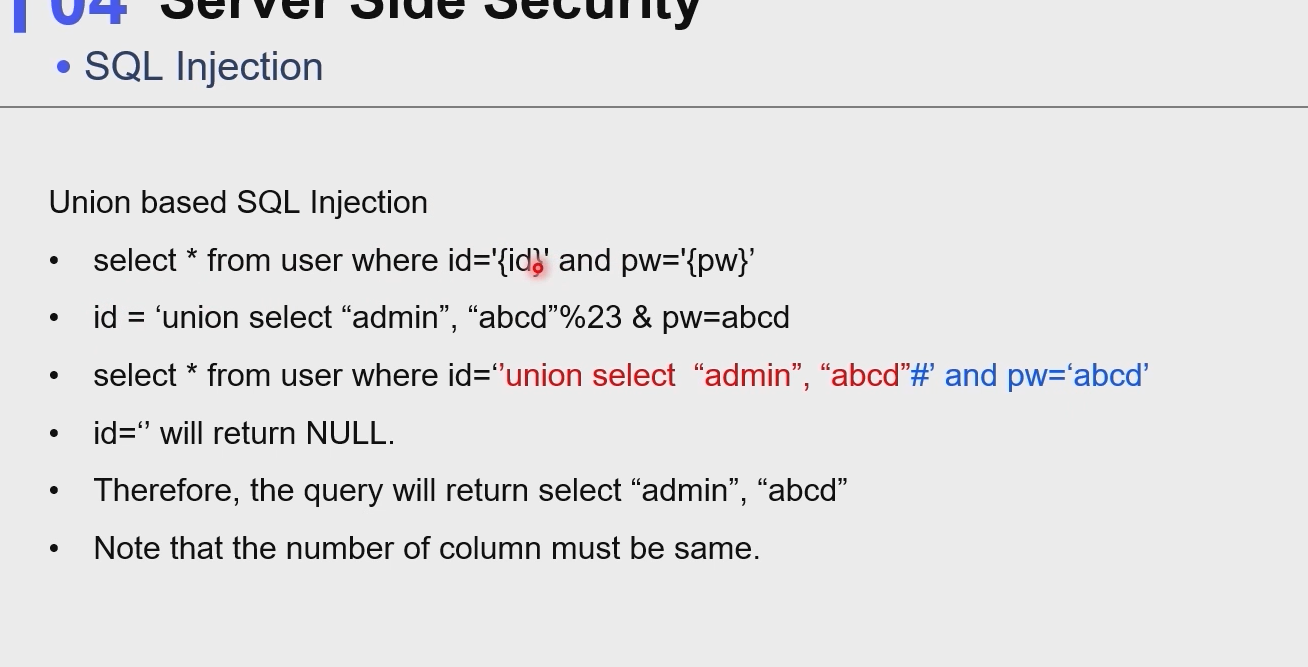 04 Server Side Security
• SQL Injection
Union based SQL Injection
• select * from user where id='{id}' and pw='{pw}’
• id = ‘union select “admin”, “abcd”%23 & pw=abcd
• select * from user where id=‘’union select  “admin”, “abcd”#’ and pw=‘abcd’
• id=‘’ will return NULL.
• Therefore, the query will return select “admin”, “abcd”
• Note that the number of column must be same.